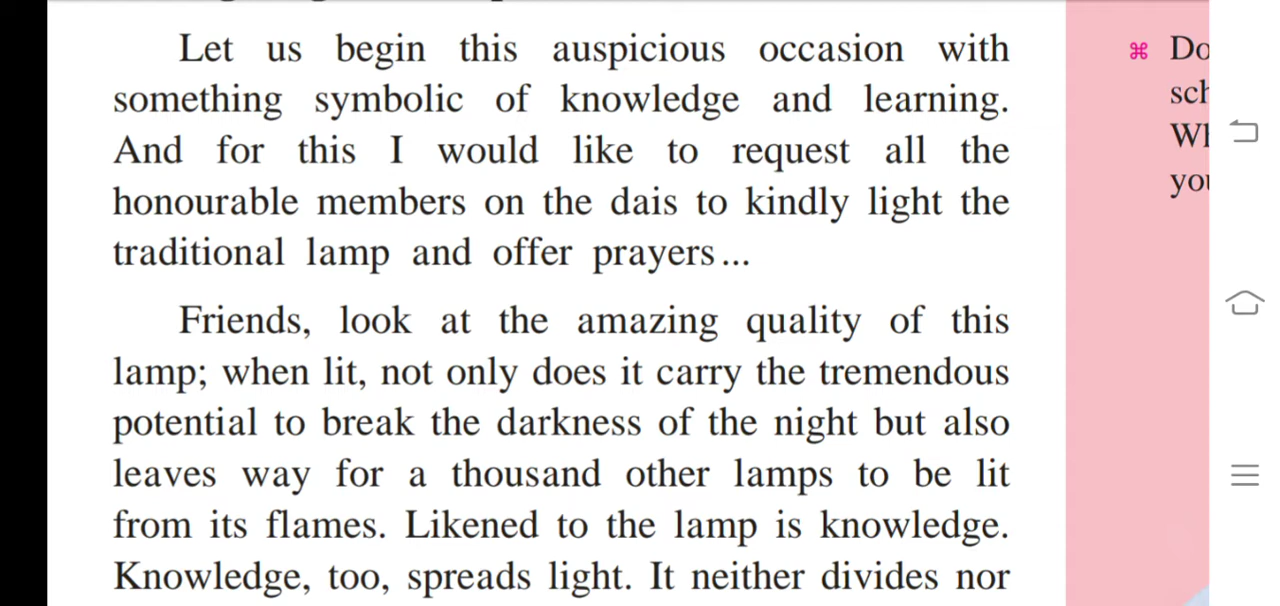 Let us begin this auspicious occasion with
something symbolic of knowledge and learning.
And for this I would like to request all the
honourable members on the dais to kindly light the
traditional lamp and offer prayers...
Friends, look at the amazing quality of this
lamp; when lit, not only does it carry the tremendous
potential to break the darkness of the night but also
leaves way for a thousand other lamps to be lit
from its flames. Likened to the lamp is knowledge.
Knowledge, too, spreads light. It neither divides nor
⌘ Do